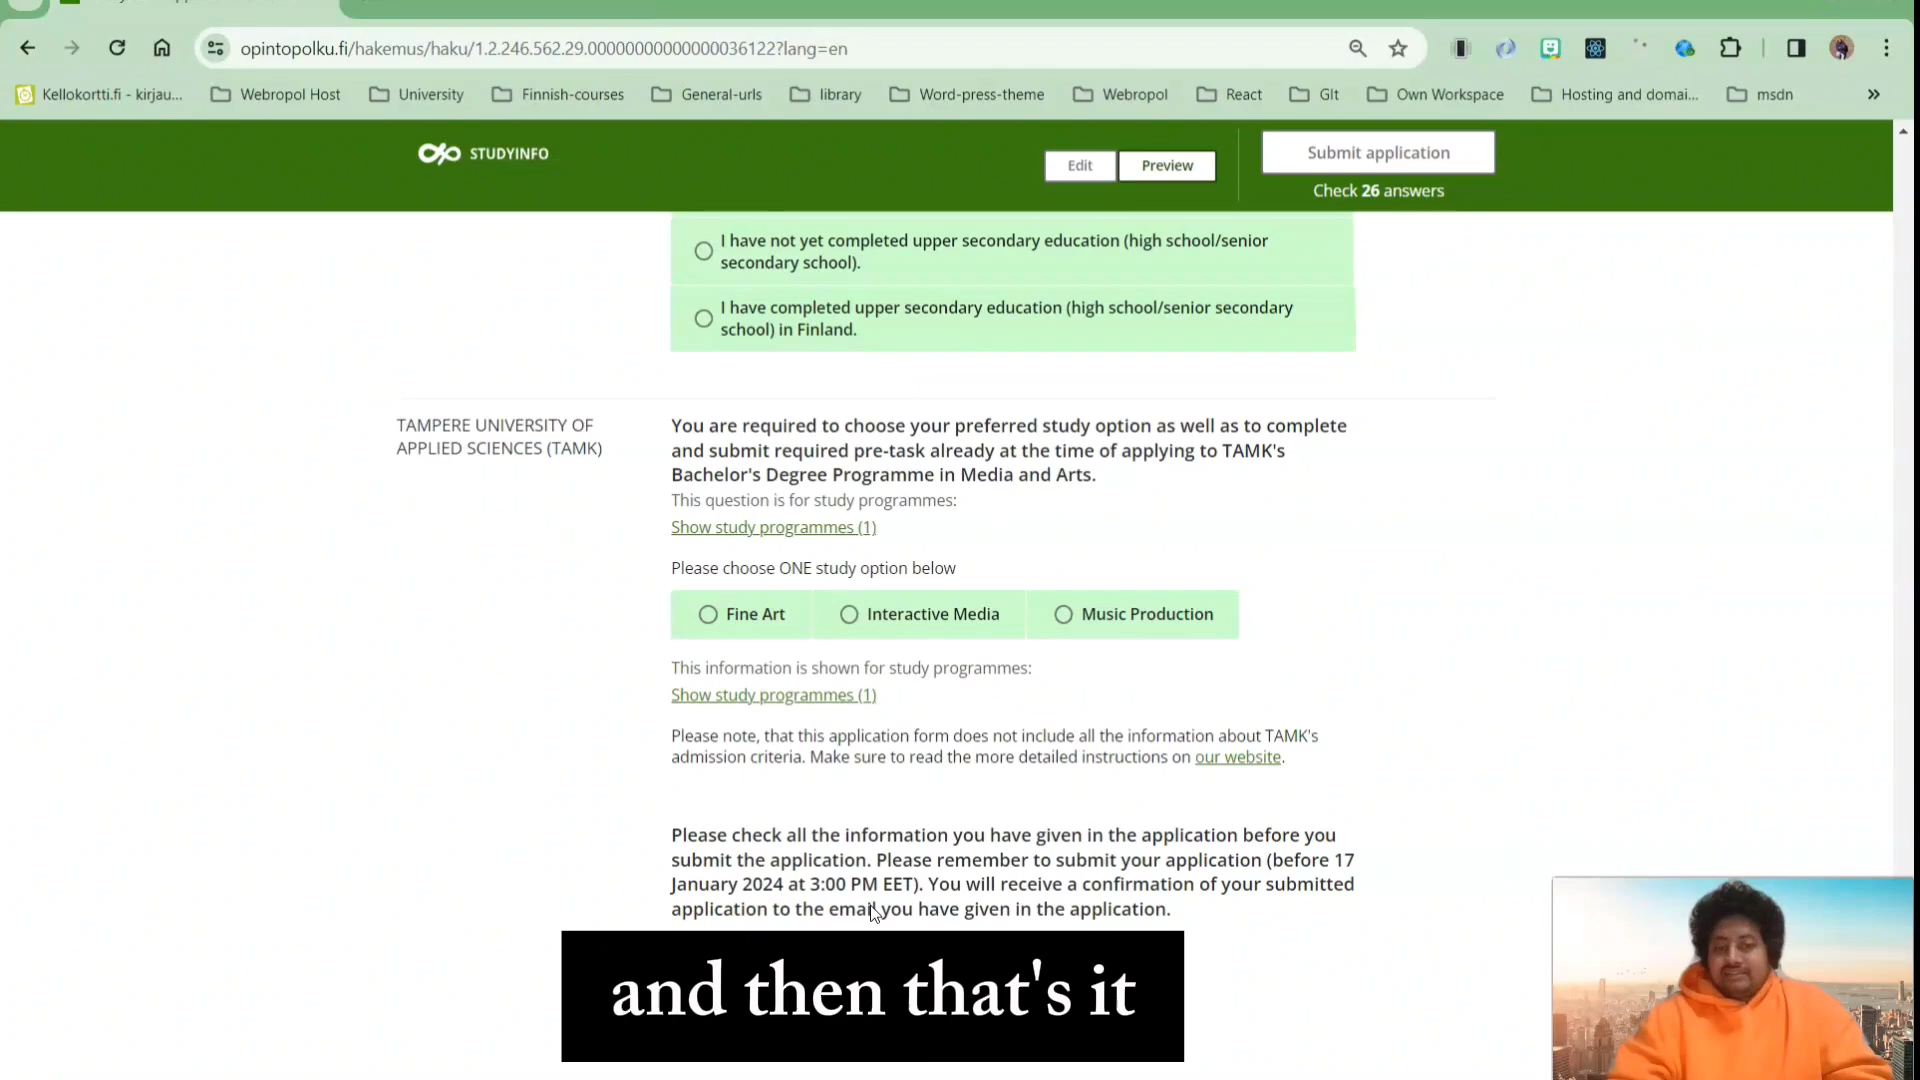 opintopolku.fi/hakemus/haku/1.2.246.562.29.00000000000000036122?lang=en
Kellokortti.fi - kirjau...
Webropol Host
University
Finnish-courses
General-urls
library
Word-press-theme
Webropol
React
GIt
Own Workspace
Hosting and domai...
msdn
STUDYINFO
Edit
Preview
Submit application
Check 26 answers
I have not yet completed upper secondary education (high school/senior
secondary school).
I have completed upper secondary education (high school/senior secondary
school) in Finland.
TAMPERE UNIVERSITY OF
APPLIED SCIENCES (TAMK)
You are required to choose your preferred study option as well as to complete
and submit required pre-task already at the time of applying to TAMK's
Bachelor's Degree Programme in Media and Arts.
This question is for study programmes:
Show study programmes (1)
Please choose ONE study option below
Fine Art
Interactive Media
Music Production
This information is shown for study programmes:
Show study programmes (1)
Please note, that this application form does not include all the information about TAMK's
admission criteria. Make sure to read the more detailed instructions on our website.
Please check all the information you have given in the application before you
submit the application. Please remember to submit your application (before 17
January 2024 at 3:00 PM EET). You will receive a confirmation of your submitted
application to the email you have given in the application.
and then that's it